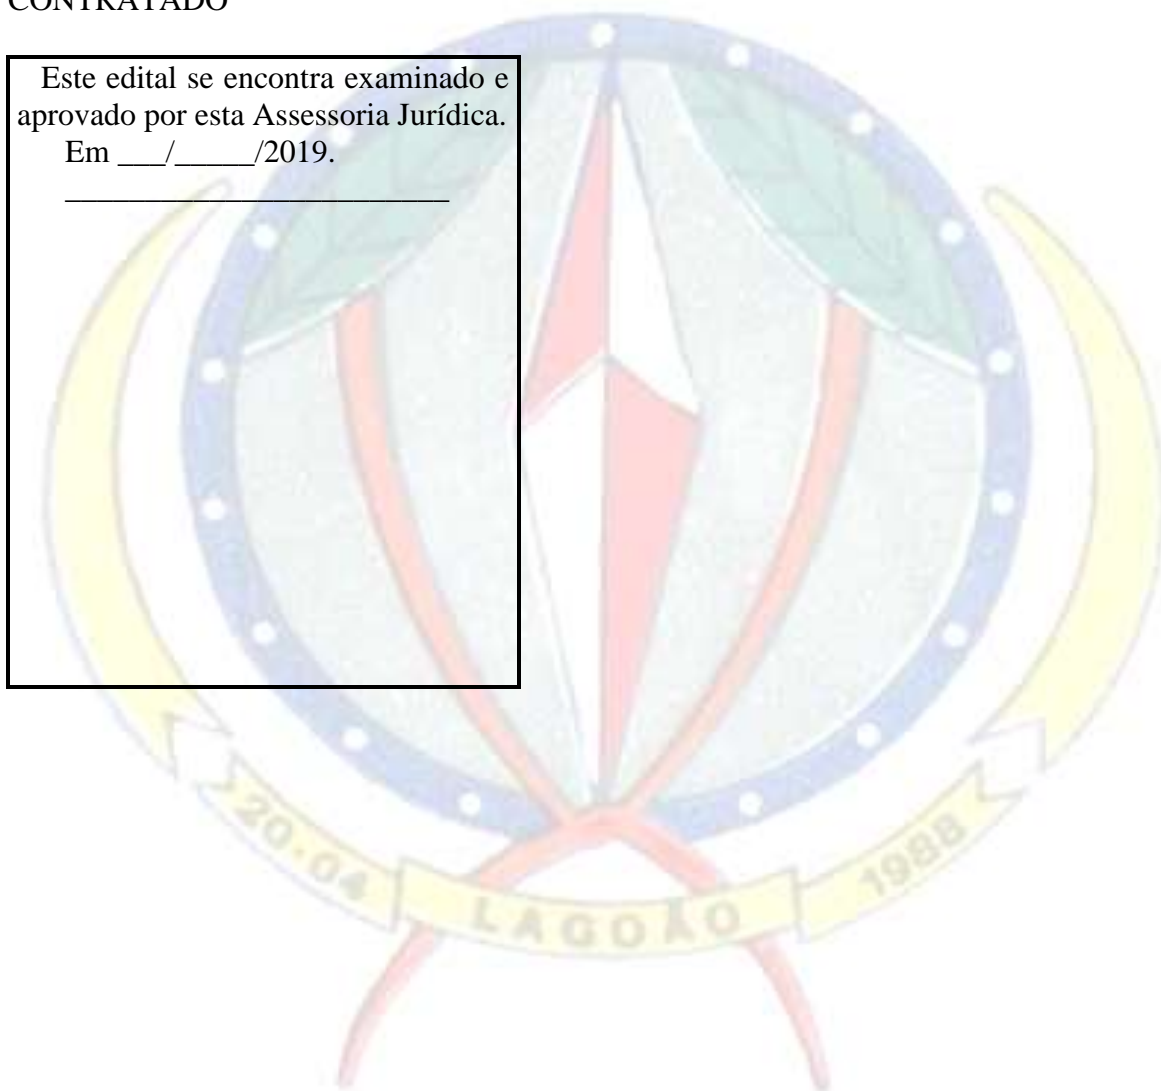 CONTRATADO
Este edital se encontra examinado e
aprovado por esta Assessoria Jurídica.
Em ___/_____/2019.
________________________
20.04 LAGOÃO 1988